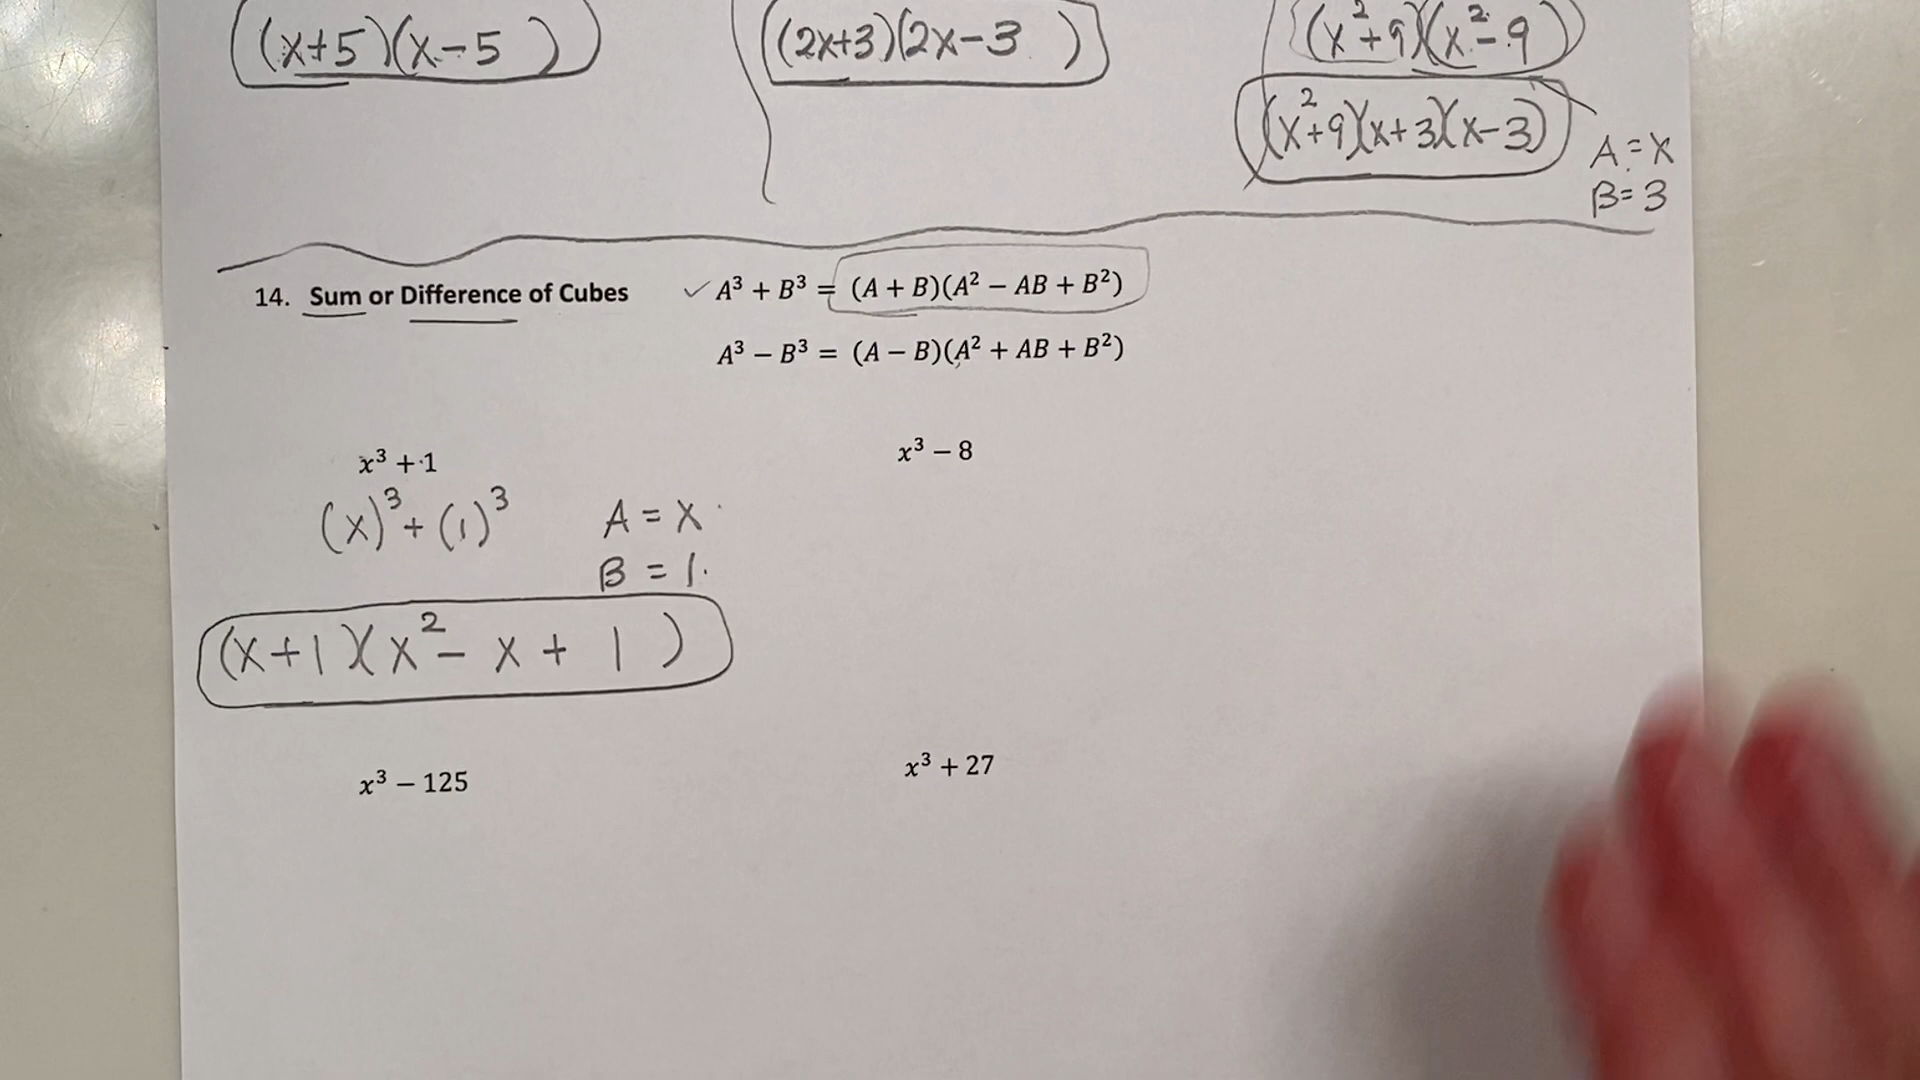 (x+5)(x-5)
(2x+3)(2x-3)
(x²+9)(x²-9)
(x²+9)(x+3)(x-3)
A=x
B=3
14. Sum or Difference of Cubes
✓ A³ + B³ = (A + B)(A² − AB + B²)
A³ − B³ = (A − B)(A² + AB + B²)
x³ + 1
(x)³+(1)³
A = x
B = 1
(x+1)(x²- x + 1)
x³ − 8
x³ − 125
x³ + 27